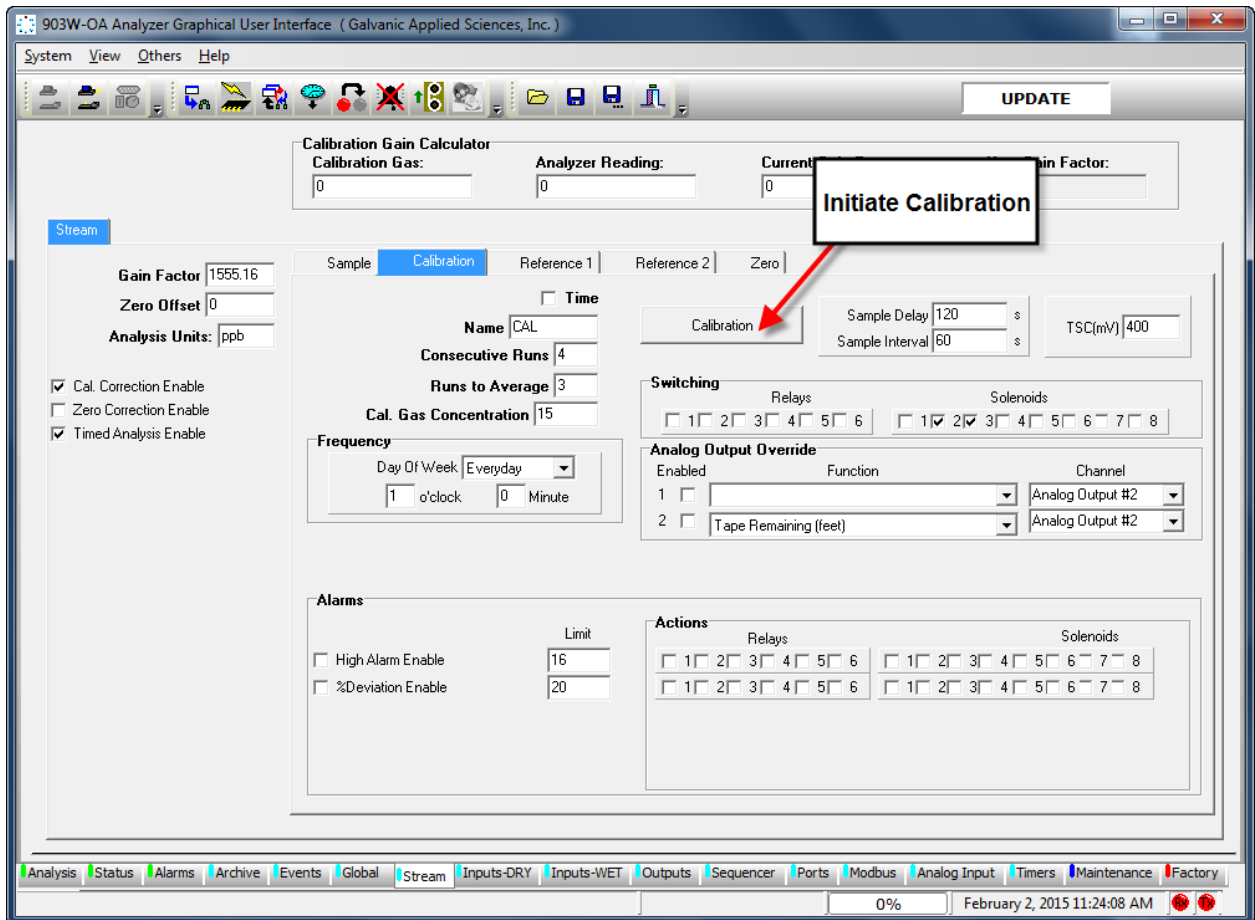 903W-OA Analyzer Graphical User Interface ( Galvanic Applied Sciences, Inc. )
System View Others Help
UPDATE
Calibration Gain Calculator
Calibration Gas: Analyzer Reading: Current Gain Factor:
0 0 0
Initiate Calibration
Stream
Gain Factor 1555.16
Zero Offset 0
Analysis Units: ppb
Cal. Correction Enable
Zero Correction Enable
Timed Analysis Enable
Sample Calibration Reference 1 Reference 2 Zero
Time
Name CAL
Consecutive Runs 4
Runs to Average 3
Cal. Gas Concentration 15
Frequency
Day Of Week Everyday
1 o'clock 0 Minute
Calibration
Sample Delay 120 s
Sample Interval 60 s
TSC(mV) 400
Switching
Relays Solenoids
1 2 3 4 5 6 1 2 3 4 5 6 7 8
Analog Output Override
Enabled Function Channel
1 Analog Output #2
2 Tape Remaining (feet) Analog Output #2
Alarms
Limit
High Alarm Enable 16
%Deviation Enable 20
Actions
Relays Solenoids
1 2 3 4 5 6 1 2 3 4 5 6 7 8
1 2 3 4 5 6 1 2 3 4 5 6 7 8
Analysis Status Alarms Archive Events Global Stream Inputs-DRY Inputs-WET Outputs Sequencer Ports Modbus Analog Input Timers Maintenance Factory
0% February 2, 2015 11:24:08 AM Rx Tx